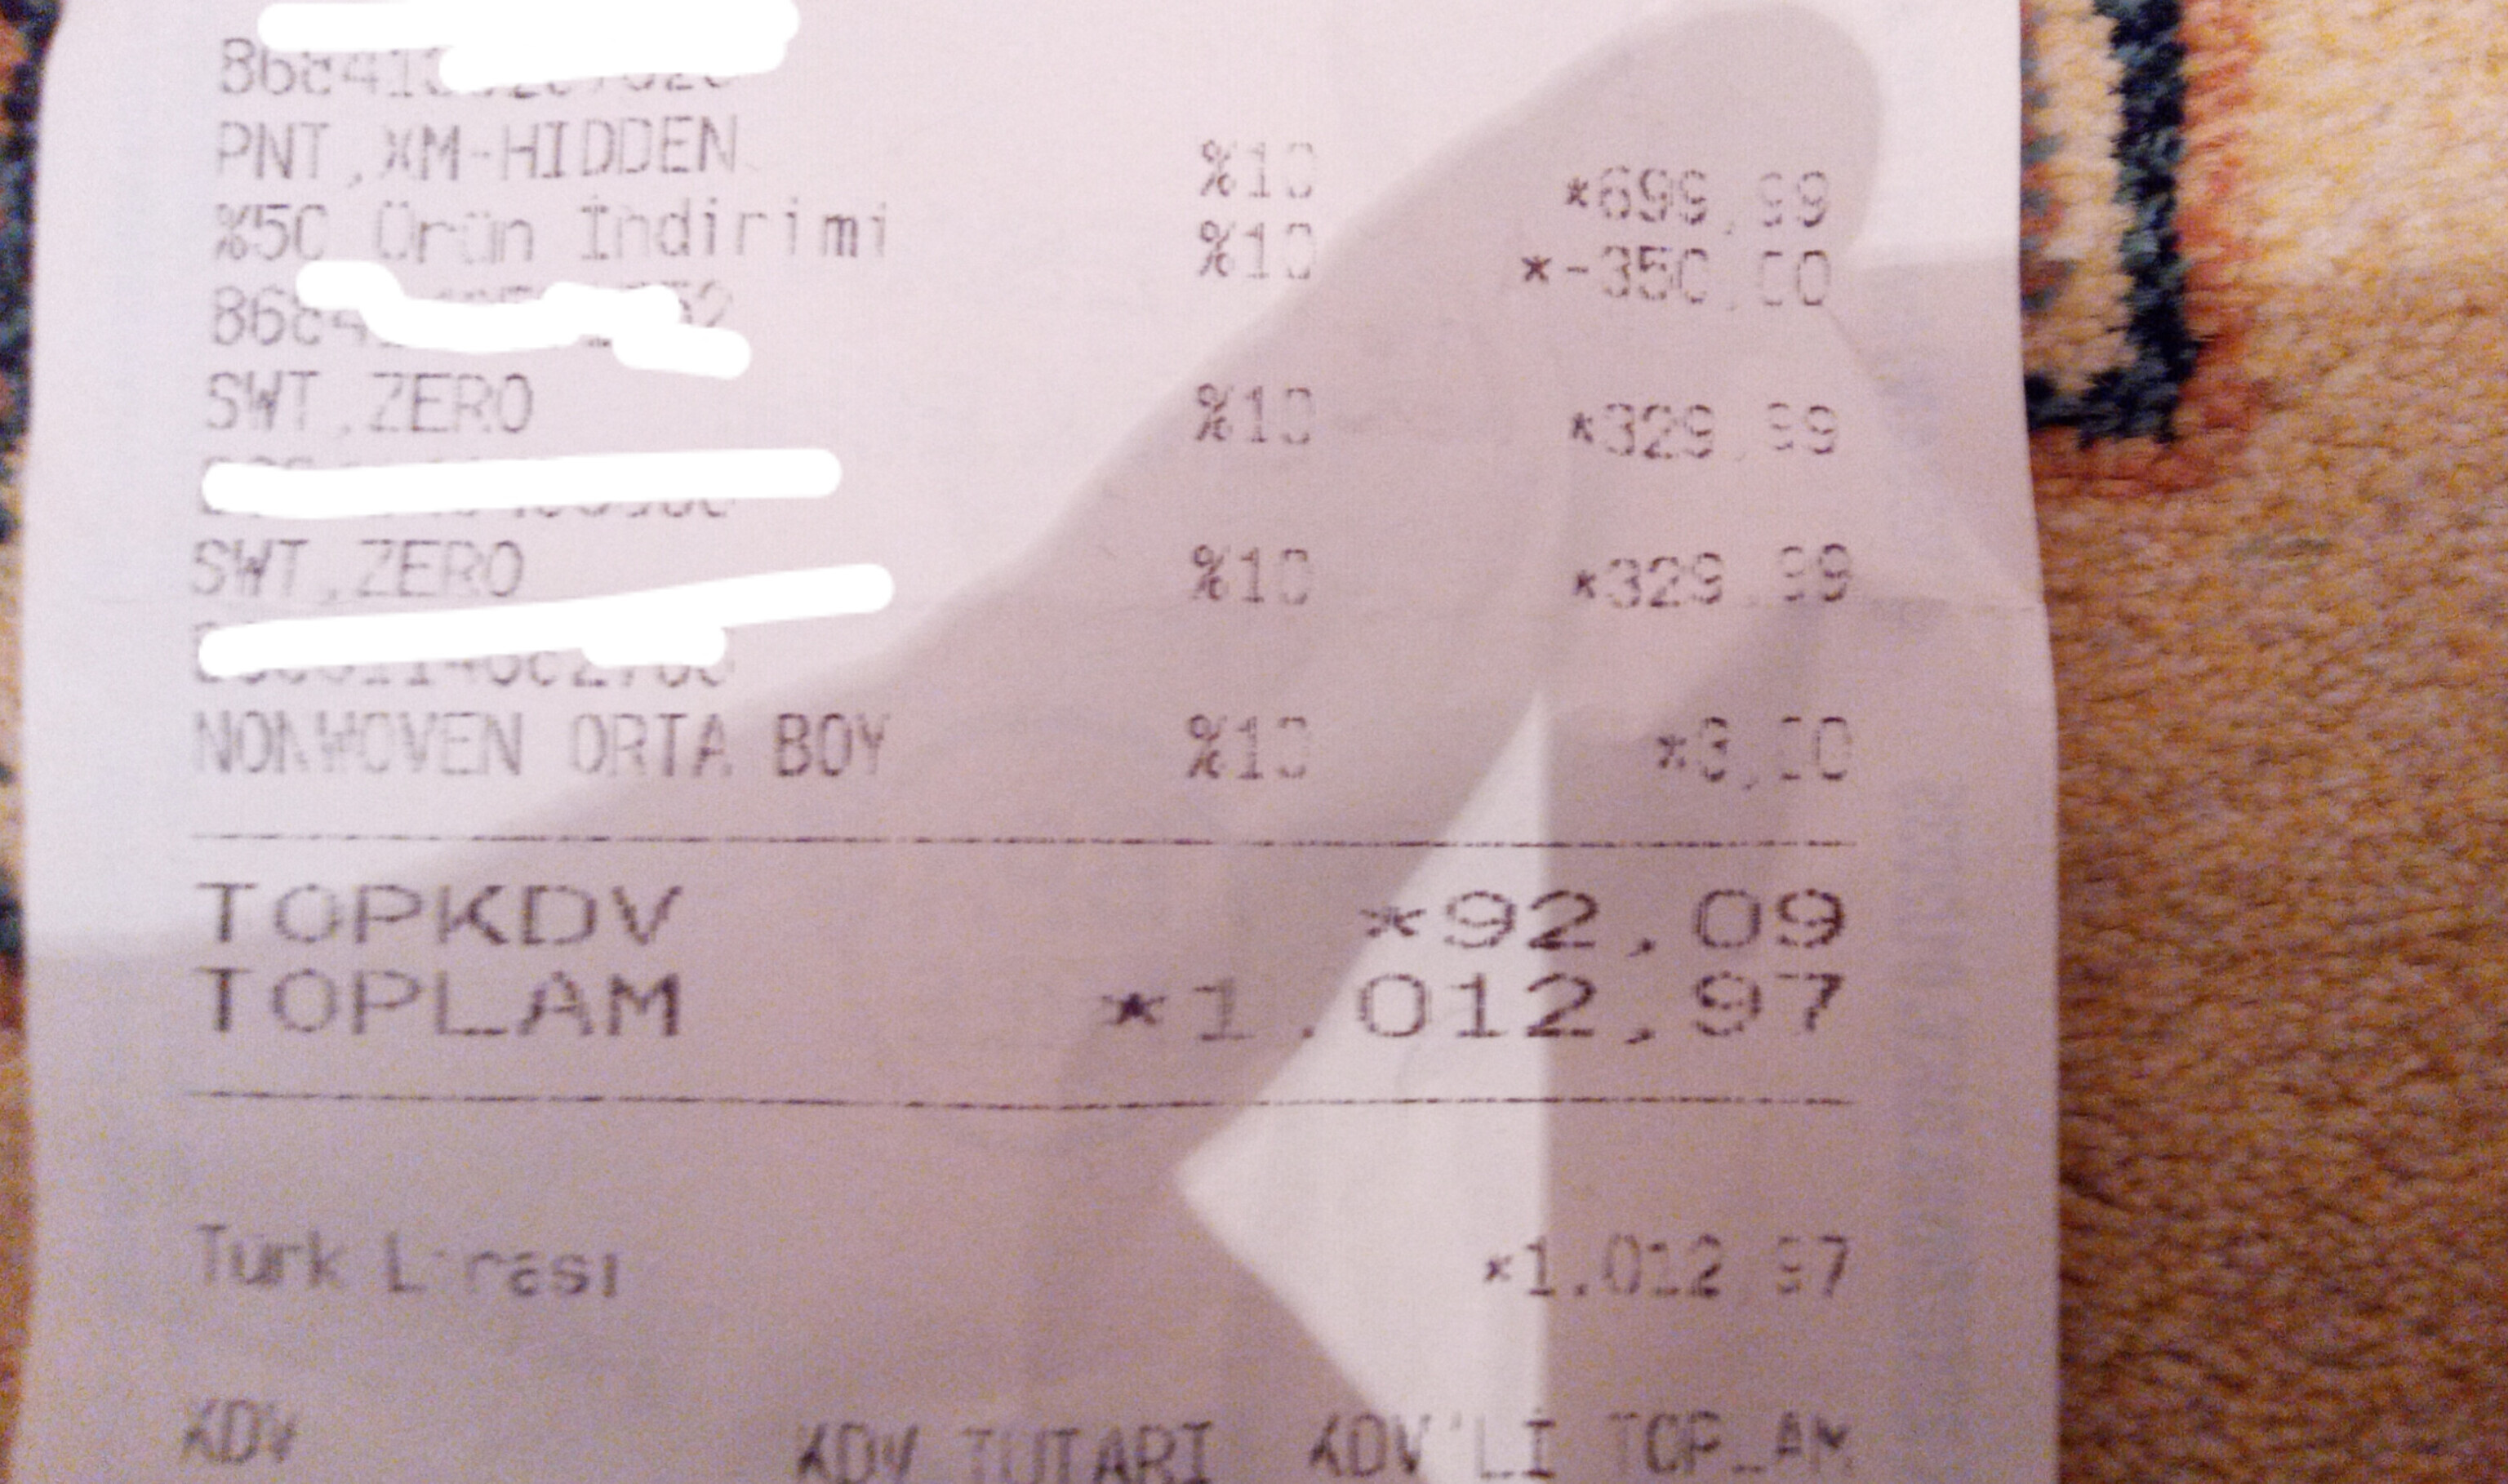 PNT,XM-HIDDEN %10 *699,99
%50 Ürün İndirimi %10 *-350,00
SWT,ZERO %10 *329,99
SWT,ZERO %10 *329,99
NONWOVEN ORTA BOY %10 *3,00
TOPKDV *92,09
TOPLAM *1.012,97
Türk Lirası *1.012,97
KDV KDV TUTARI KDV'LI TOPLAM